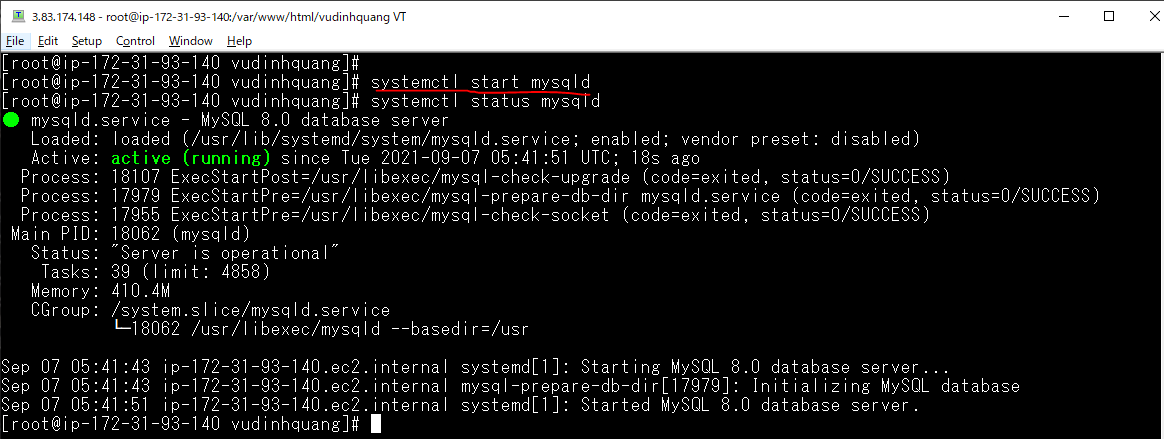 3.83.174.148 - root@ip-172-31-93-140:/var/www/html/vudinhquang VT
File Edit Setup Control Window Help
[root@ip-172-31-93-140 vudinhquang]#
[root@ip-172-31-93-140 vudinhquang]# systemctl start mysqld
[root@ip-172-31-93-140 vudinhquang]# systemctl status mysqld
● mysqld.service - MySQL 8.0 database server
   Loaded: loaded (/usr/lib/systemd/system/mysqld.service; enabled; vendor preset: disabled)
   Active: active (running) since Tue 2021-09-07 05:41:51 UTC; 18s ago
  Process: 18107 ExecStartPost=/usr/libexec/mysql-check-upgrade (code=exited, status=0/SUCCESS)
  Process: 17979 ExecStartPre=/usr/libexec/mysql-prepare-db-dir mysqld.service (code=exited, status=0/SUCCESS)
  Process: 17955 ExecStartPre=/usr/libexec/mysql-check-socket (code=exited, status=0/SUCCESS)
 Main PID: 18062 (mysqld)
   Status: "Server is operational"
    Tasks: 39 (limit: 4858)
   Memory: 410.4M
   CGroup: /system.slice/mysqld.service
           └─18062 /usr/libexec/mysqld --basedir=/usr
Sep 07 05:41:43 ip-172-31-93-140.ec2.internal systemd[1]: Starting MySQL 8.0 database server...
Sep 07 05:41:43 ip-172-31-93-140.ec2.internal mysql-prepare-db-dir[17979]: Initializing MySQL database
Sep 07 05:41:51 ip-172-31-93-140.ec2.internal systemd[1]: Started MySQL 8.0 database server.
[root@ip-172-31-93-140 vudinhquang]#